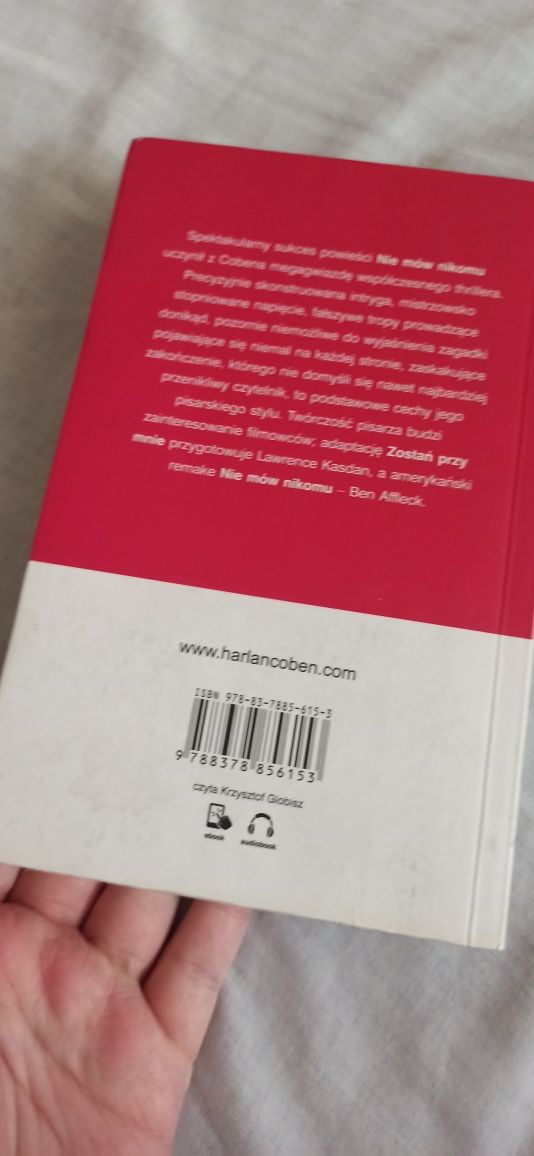 Spektakularny sukces powieści Nie mów nikomu
uczynił z Cobena megagwiazdę współczesnego thrillera.
Precyzyjnie skonstruowana intryga, mistrzowsko
stopniowane napięcie, fałszywe tropy prowadzące
donikąd, pozornie niemożliwe do wyjaśnienia zagadki
pojawiające się niemal na każdej stronie, zaskakujące
zakończenie, którego nie domyśli się nawet najbardziej
przenikliwy czytelnik, to podstawowe cechy jego
pisarskiego stylu. Twórczość pisarza budzi
zainteresowanie filmowców; adaptację Zostań przy
mnie przygotowuje Lawrence Kasdan, a amerykański
remake Nie mów nikomu – Ben Affleck.
www.harlancoben.com
ISBN 978-83-7885-615-3
9 788378 856153
czyta Krzysztof Globisz
ebook audiobook